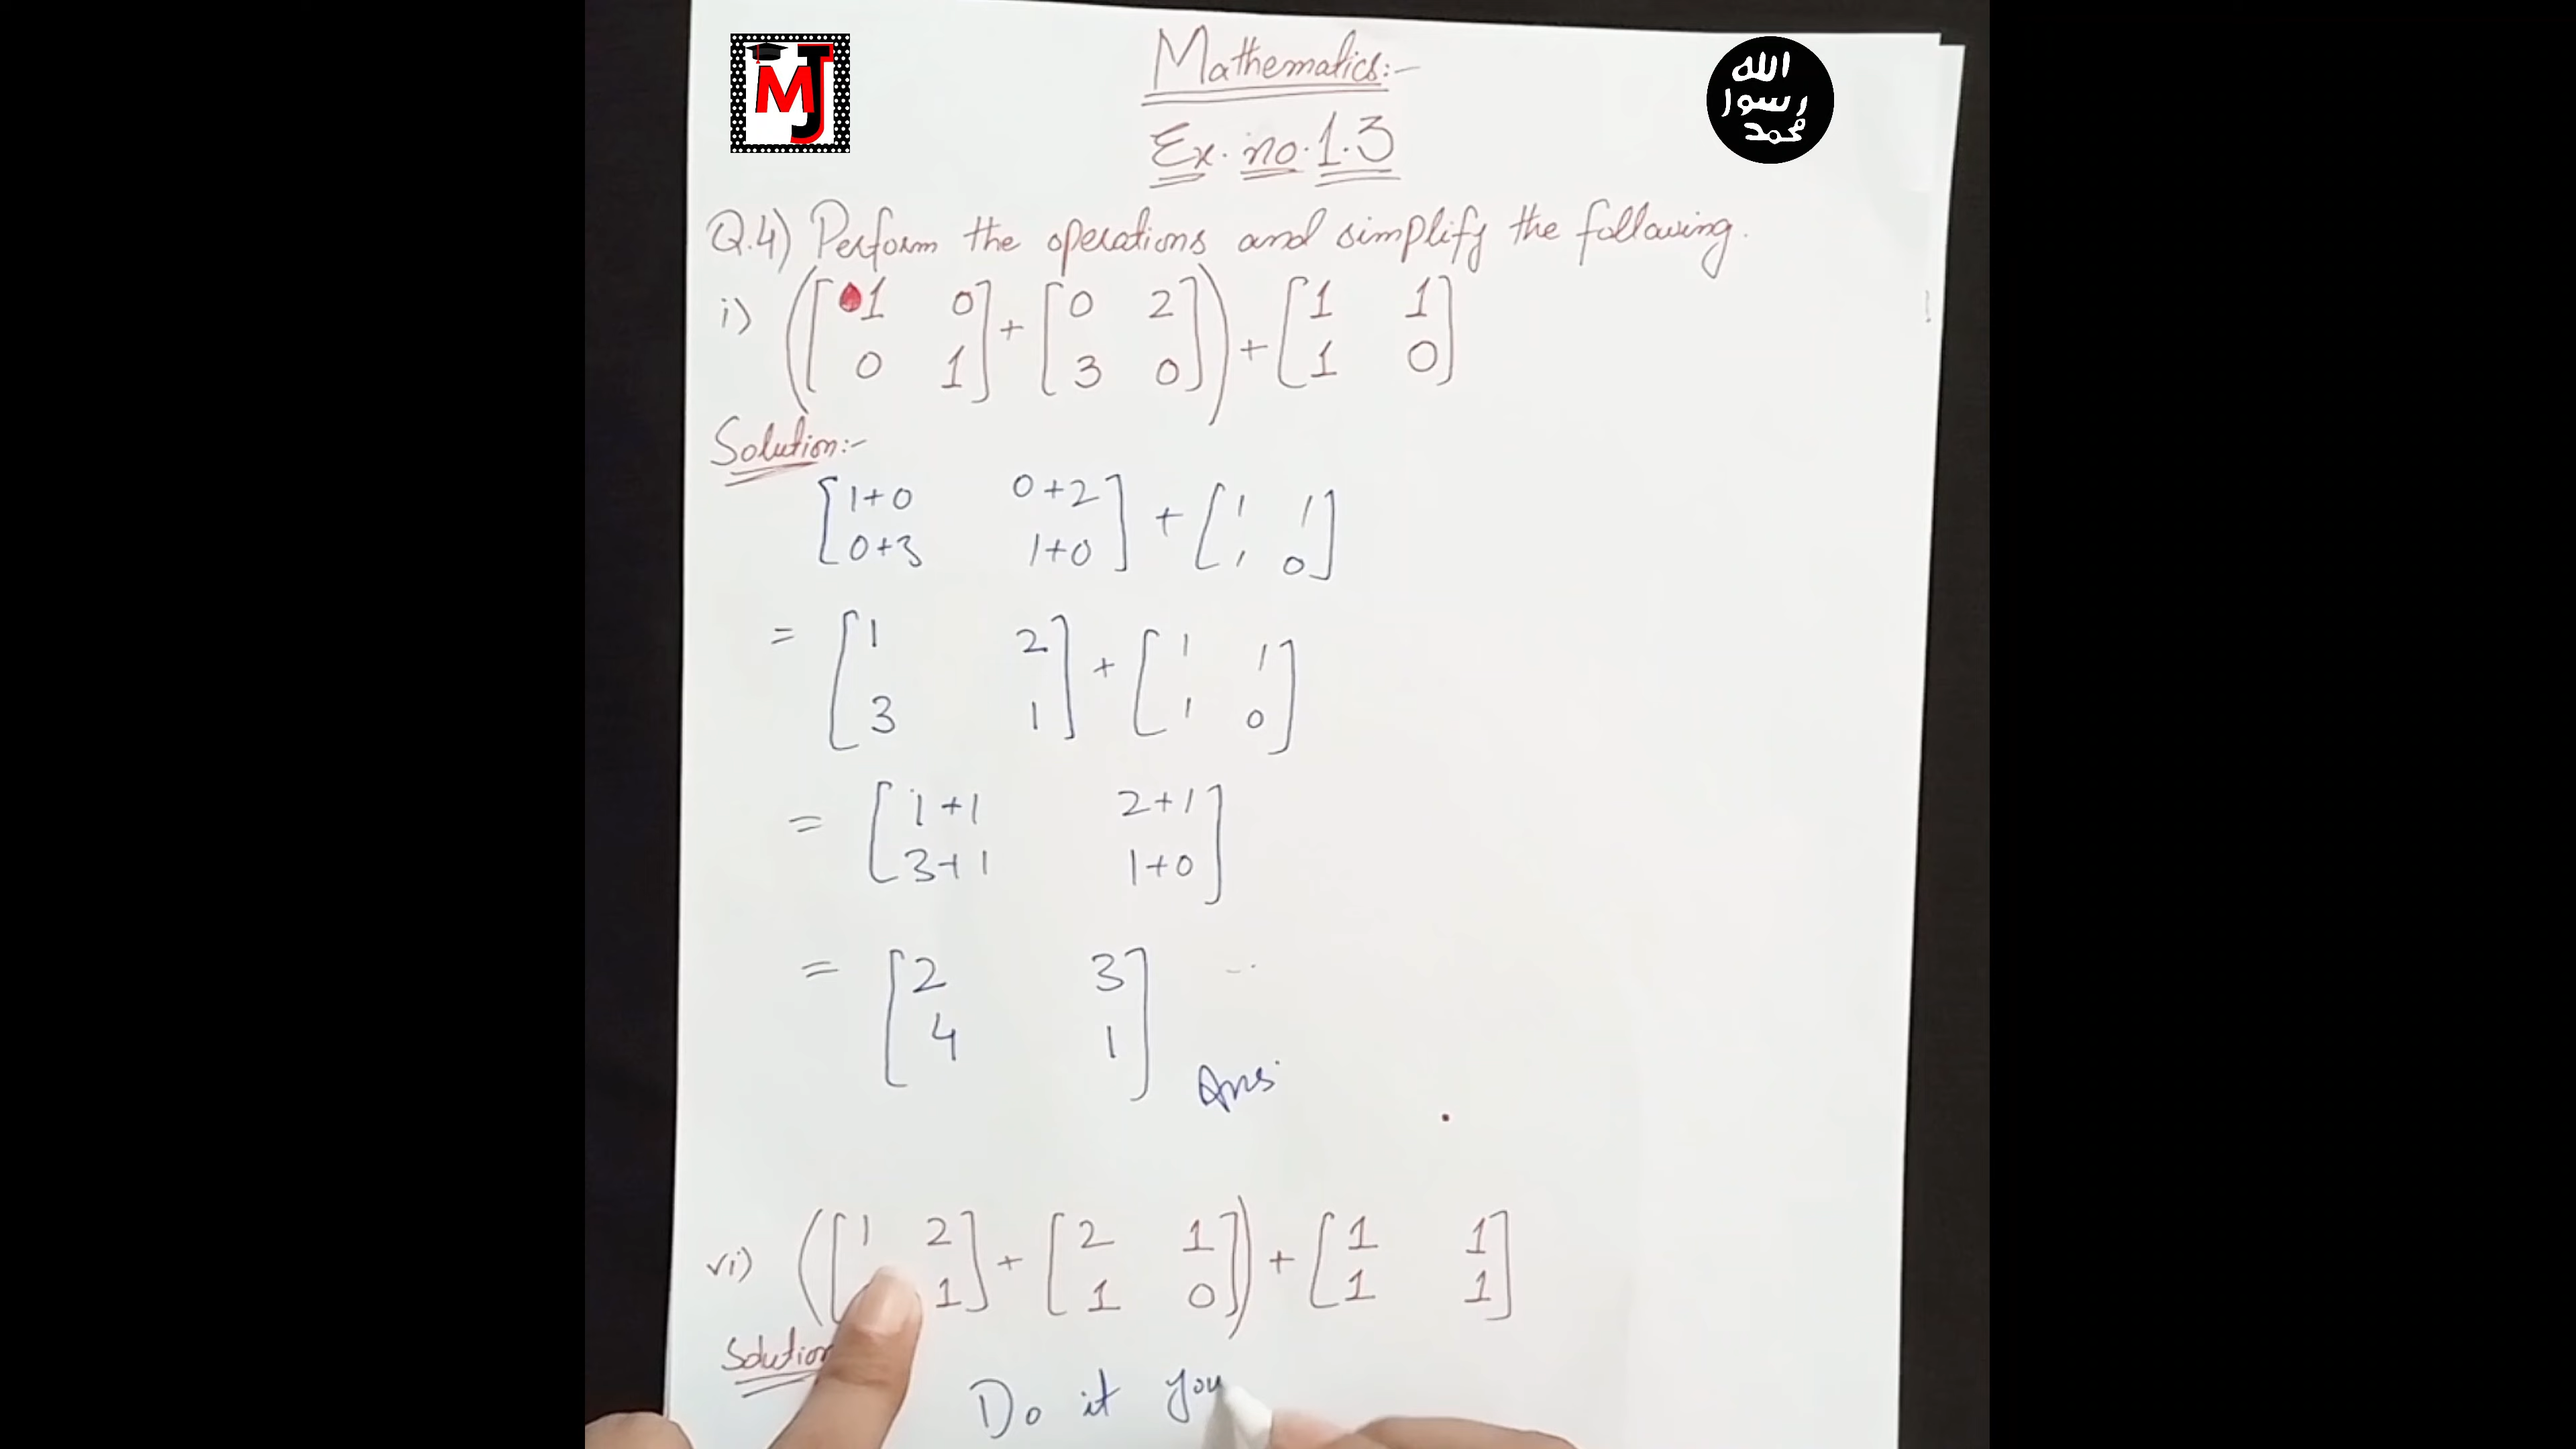 MJ
الله
رسول
محمد
Mathematics:-
Ex. no. 1.3
Q.4) Perform the operations and simplify the following.
i) ([1 0] + [0 2]) + [1 1]
0 1 3 0 1 0
Solution:-
[1+0 0+2] + [1 1]
0+3 1+0 1 0
= [1 2] + [1 1]
3 1 1 0
= [1+1 2+1]
3+1 1+0
= [2 3]
4 1
Ans
vi) ([1 2] + [2 1]) + [1 1]
1 1 0 1 1
Solution
Do it you